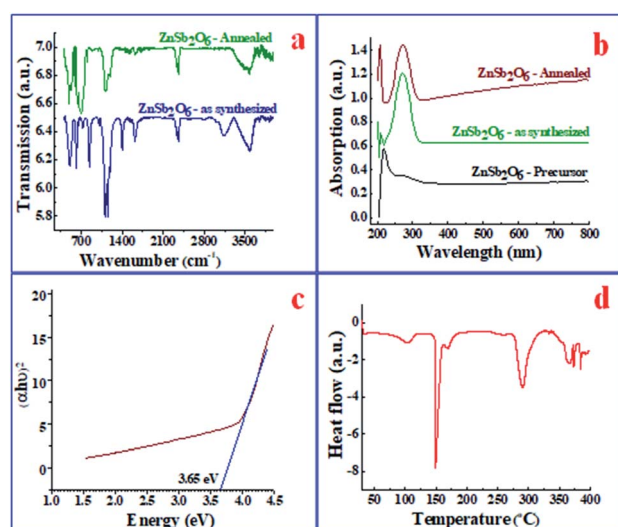 a
ZnSb2O6 - Annealed
ZnSb2O6 - as synthesized
7.0
6.8
6.6
6.4
6.2
6.0
5.8
700 1400 2100 2800 3500
Transmission (a.u.)
Wavenumber (cm-1)
b
ZnSb2O6 - Annealed
ZnSb2O6 - as synthesized
ZnSb2O6 - Precursor
1.4
1.2
1.0
0.8
0.6
0.4
0.2
0.0
200 300 400 500 600 700 800
Absorption (a.u.)
Wavelength (nm)
c
20
15
10
5
0
3.65 eV
1.0 1.5 2.0 2.5 3.0 3.5 4.0 4.5
(αhυ)2
Energy (eV)
d
0
-2
-4
-6
-8
50 100 150 200 250 300 350 400
Heat flow (a.u.)
Temperature (°C)